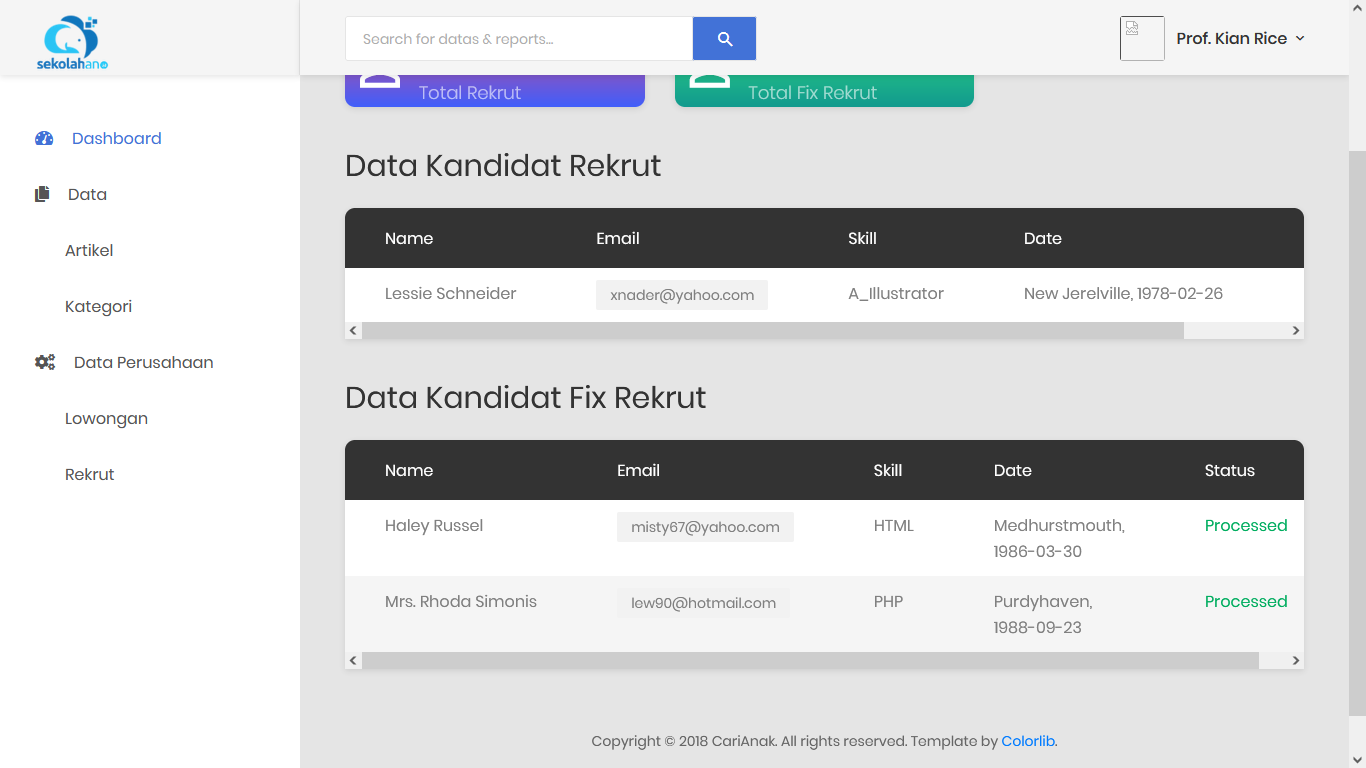 sekolahano
Search for datas & reports...
Prof. Kian Rice
Total Rekrut
Total Fix Rekrut
Dashboard
Data
Artikel
Kategori
Data Perusahaan
Lowongan
Rekrut
Data Kandidat Rekrut
Name Email Skill Date
Lessie Schneider xnader@yahoo.com A_Illustrator New Jerelville, 1978-02-26
Data Kandidat Fix Rekrut
Name Email Skill Date Status
Haley Russel misty67@yahoo.com HTML Medhurstmouth, Processed
1986-03-30
Mrs. Rhoda Simonis lew90@hotmail.com PHP Purdyhaven, Processed
1988-09-23
Copyright © 2018 CariAnak. All rights reserved. Template by Colorlib.